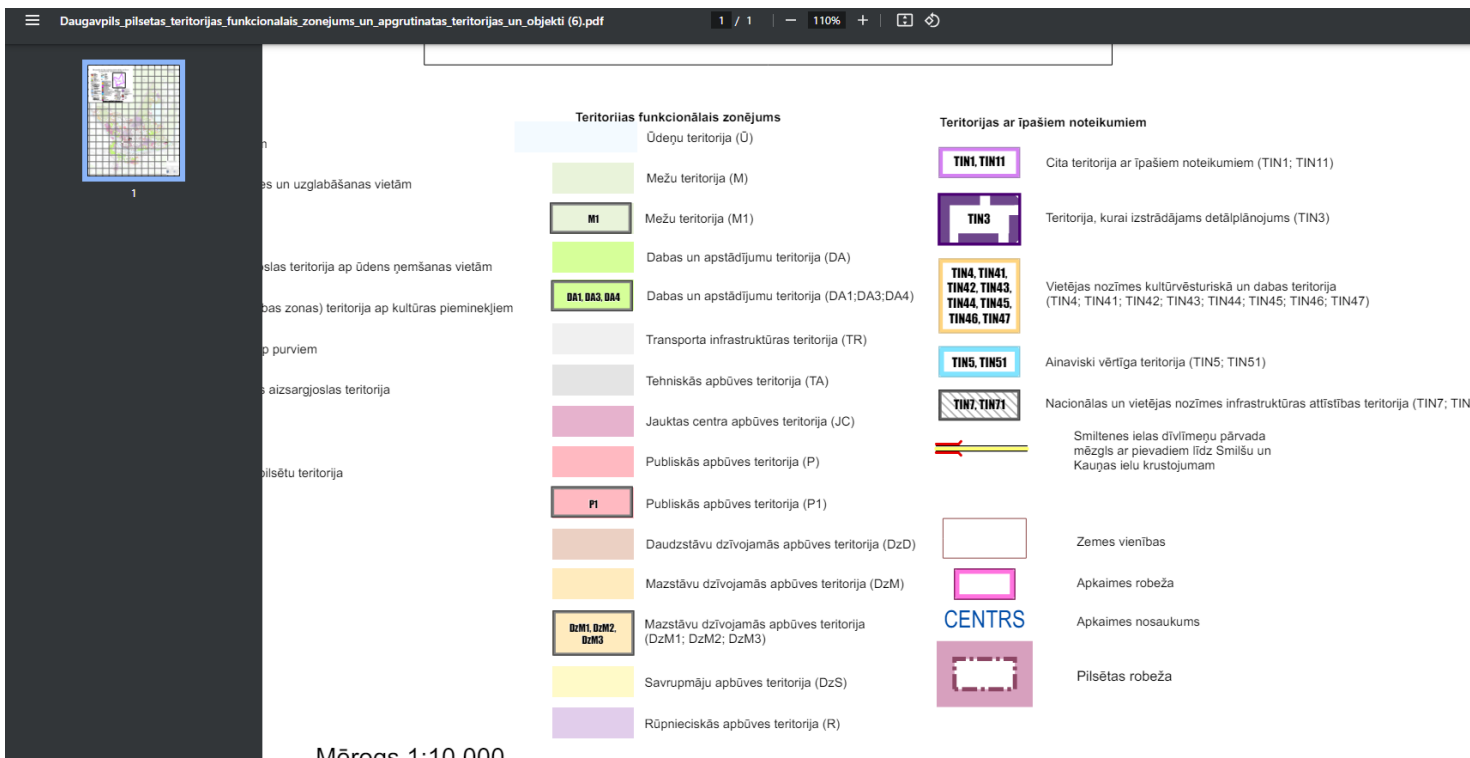 Daugavpils_pilsetas_teritorijas_funkcionalais_zonejums_un_apgrutinatas_teritorijas_un_objekti (6).pdf
1 / 1
110%
1
es un uzglabāšanas vietām
slas teritorija ap ūdens ņemšanas vietām
bas zonas) teritorija ap kultūras pieminekļiem
p purviem
s aizsargjoslas teritorija
pilsētu teritorija
Mērogs 1:10 000
Teritoriias funkcionālais zonējums
Ūdeņu teritorija (Ū)
Mežu teritorija (M)
M1
Mežu teritorija (M1)
Dabas un apstādījumu teritorija (DA)
DA1, DA3, DA4
Dabas un apstādījumu teritorija (DA1;DA3;DA4)
Transporta infrastruktūras teritorija (TR)
Tehniskās apbūves teritorija (TA)
Jauktas centra apbūves teritorija (JC)
Publiskās apbūves teritorija (P)
P1
Publiskās apbūves teritorija (P1)
Daudzstāvu dzīvojamās apbūves teritorija (DzD)
Mazstāvu dzīvojamās apbūves teritorija (DzM)
DzM1, DzM2,
DzM3
Mazstāvu dzīvojamās apbūves teritorija
(DzM1; DzM2; DzM3)
Savrupmāju apbūves teritorija (DzS)
Rūpnieciskās apbūves teritorija (R)
Teritorijas ar īpašiem noteikumiem
TIN1, TIN11
Cita teritorija ar īpašiem noteikumiem (TIN1; TIN11)
TIN3
Teritorija, kurai izstrādājams detālplānojums (TIN3)
TIN4, TIN41,
TIN42, TIN43,
TIN44, TIN45,
TIN46, TIN47
Vietējas nozīmes kultūrvēsturiskā un dabas teritorija
(TIN4; TIN41; TIN42; TIN43; TIN44; TIN45; TIN46; TIN47)
TIN5, TIN51
Ainaviski vērtīga teritorija (TIN5; TIN51)
TIN7, TIN71
Nacionālas un vietējas nozīmes infrastruktūras attīstības teritorija (TIN7; TIN
Smiltenes ielas dīvlīmeņu pārvada
mēzgls ar pievadiem līdz Smilšu un
Kauņas ielu krustojumam
Zemes vienības
Apkaimes robeža
CENTRS
Apkaimes nosaukums
Pilsētas robeža